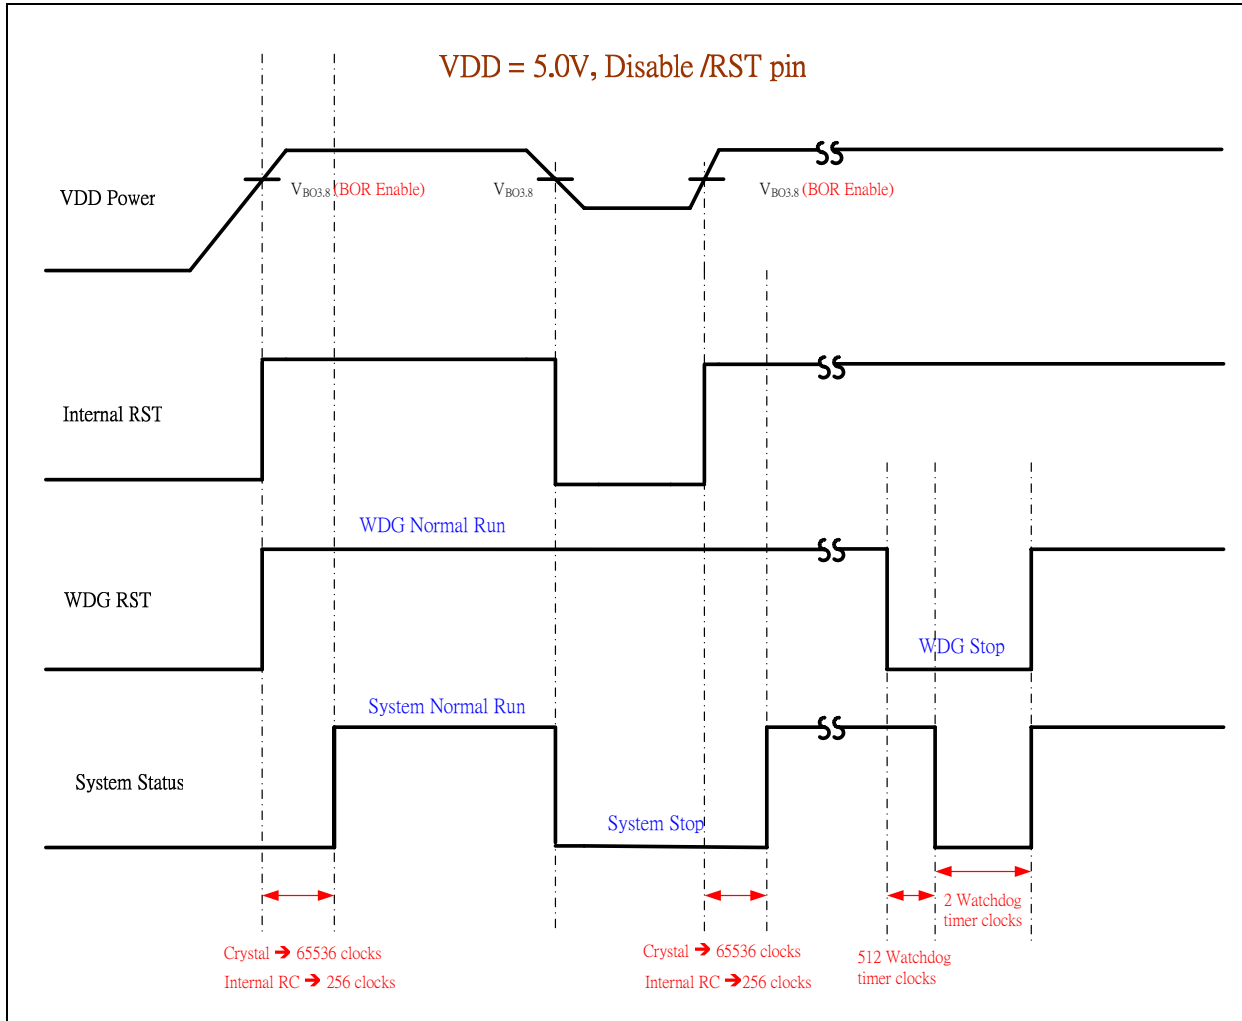 VDD = 5.0V, Disable /RST pin
VDD Power
VBO3.8 (BOR Enable)
VBO3.8
VBO3.8 (BOR Enable)
Internal RST
WDG Normal Run
WDG RST
WDG Stop
System Normal Run
System Status
System Stop
2 Watchdog
timer clocks
Crystal ➔ 65536 clocks
Internal RC ➔ 256 clocks
Crystal ➔ 65536 clocks
Internal RC ➔256 clocks
512 Watchdog
timer clocks